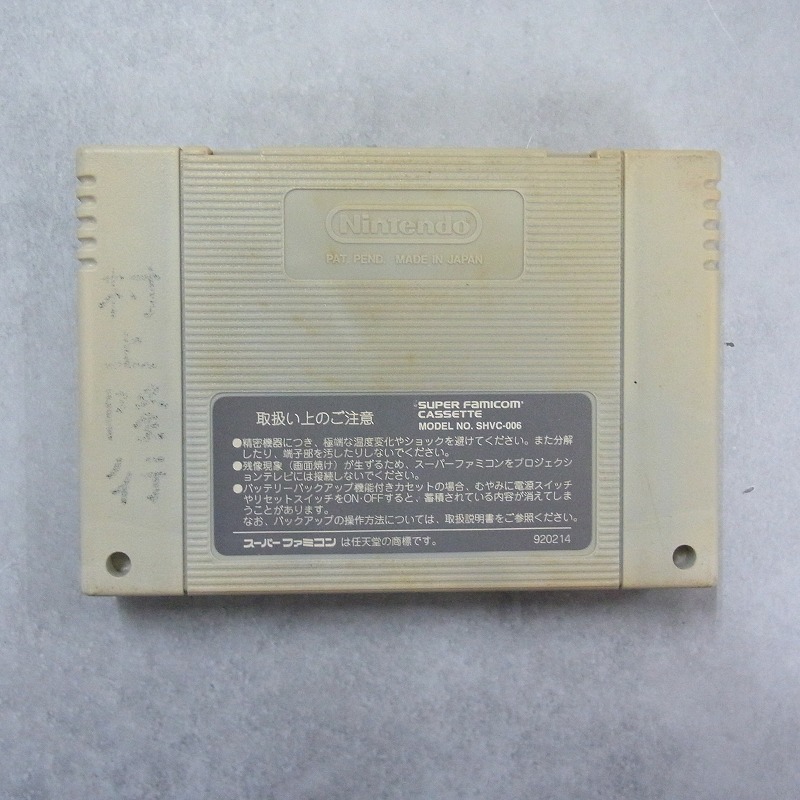 Nintendo
PAT. PEND. MADE IN JAPAN
取扱い上のご注意
SUPER FAMICOM
CASSETTE
MODEL NO. SHVC-006
●精密機器につき、極端な温度変化やショックを避けてください。また分解
したり、端子部を汚したりしないでください。
●残像現象（画面焼け）が生ずるため、スーパーファミコンをプロジェクシ
ョンテレビには接続しないでください。
●バッテリーバックアップ機能付きカセットの場合、むやみに電源スイッチ
やリセットスイッチをON・OFFすると、蓄積されている内容が消えてしま
うことがあります。
なお、バックアップの操作方法については、取扱説明書をご参照ください。
スーパーファミコン は任天堂の商標です。
920214